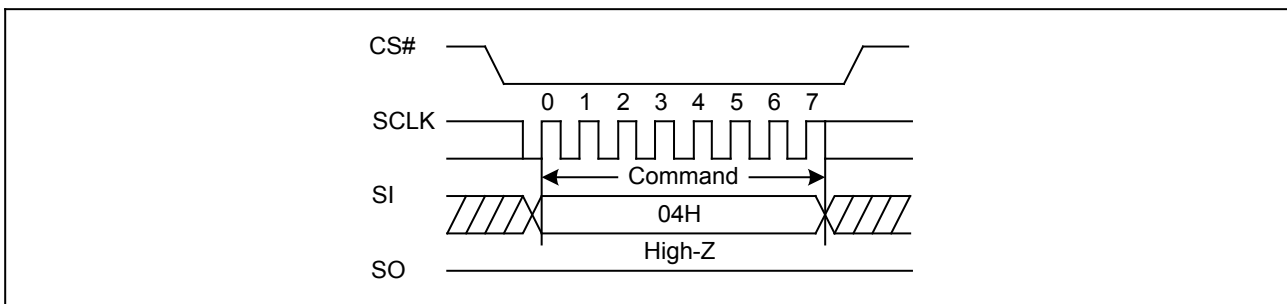 CS#
0 1 2 3 4 5 6 7
SCLK
Command
SI
04H
High-Z
SO